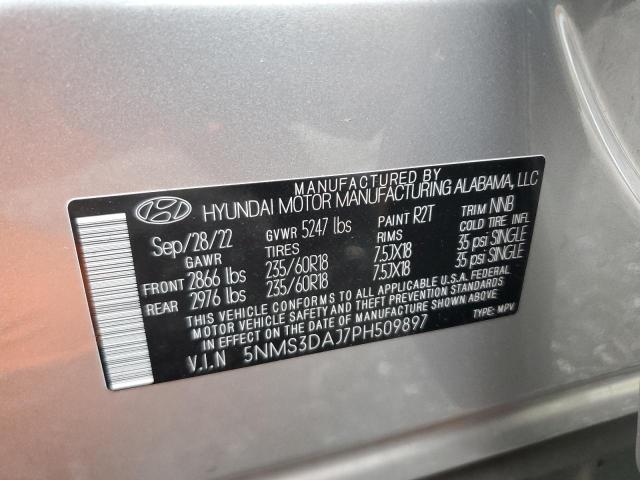 MANUFACTURED BY
HYUNDAI MOTOR MANUFACTURING ALABAMA, LLC
Sep/28/22 GVWR 5247 lbs PAINT R2T TRIM NNB
GAWR TIRES RIMS COLD TIRE INFL
FRONT 2866 lbs 235/60R18 7.5JX18 35 psi SINGLE
REAR 2976 lbs 235/60R18 7.5JX18 35 psi SINGLE
THIS VEHICLE CONFORMS TO ALL APPLICABLE U.S.A. FEDERAL
MOTOR VEHICLE SAFETY AND THEFT PREVENTION STANDARDS
IN EFFECT ON THE DATE OF MANUFACTURE SHOWN ABOVE.
V.I.N 5NMS3DAJ7PH509897 TYPE: MPV